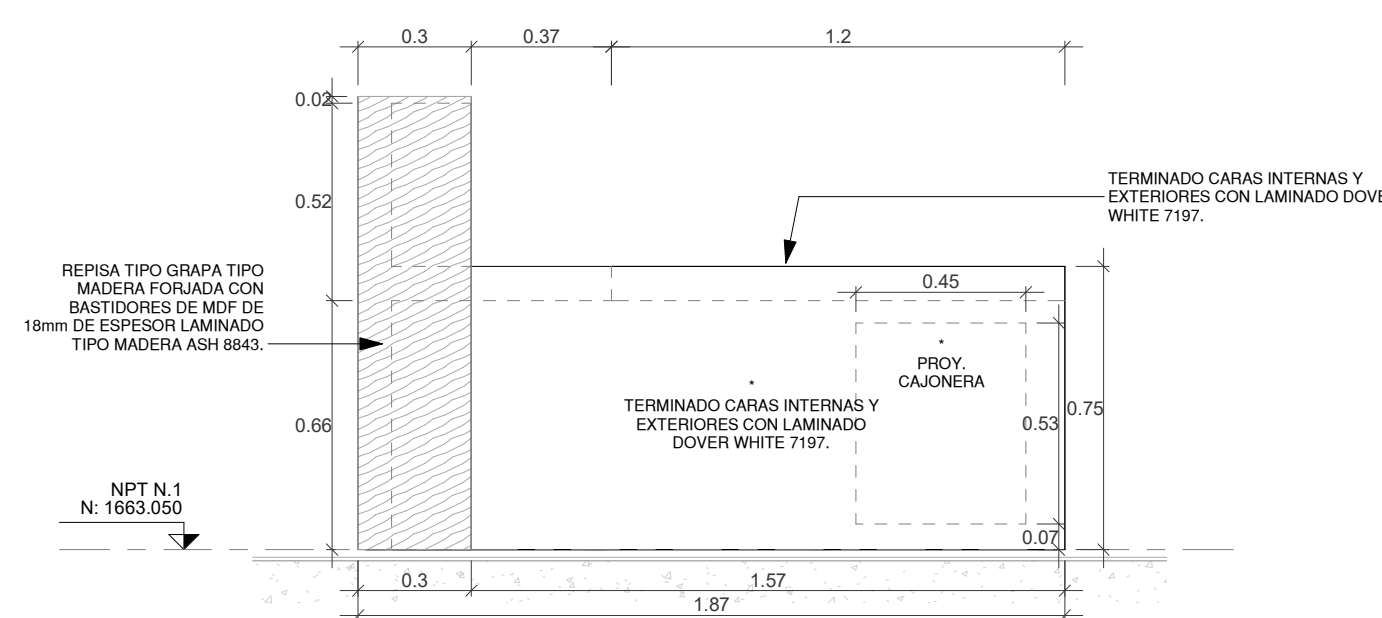 0.3
0.37
1.2
0.02
0.52
0.66
TERMINADO CARAS INTERNAS Y
EXTERIORES CON LAMINADO DOVE
WHITE 7197.
REPISA TIPO GRAPA TIPO
MADERA FORJADA CON
BASTIDORES DE MDF DE
18mm DE ESPESOR LAMINADO
TIPO MADERA ASH 8843.
0.45
*
PROY.
CAJONERA
*
TERMINADO CARAS INTERNAS Y
EXTERIORES CON LAMINADO
DOVER WHITE 7197.
0.53
0.75
0.07
NPT N.1
N: 1663.050
0.3
1.57
1.87